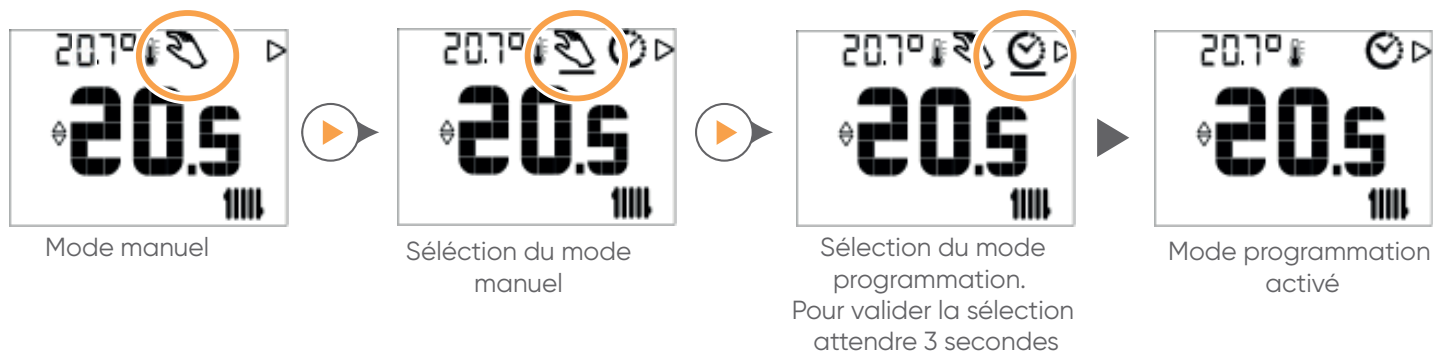 20.7°
20.5
Mode manuel
20.7°
20.5
Séléction du mode
manuel
20.7°
20.5
Sélection du mode
programmation.
Pour valider la sélection
attendre 3 secondes
20.7°
20.5
Mode programmation
activé